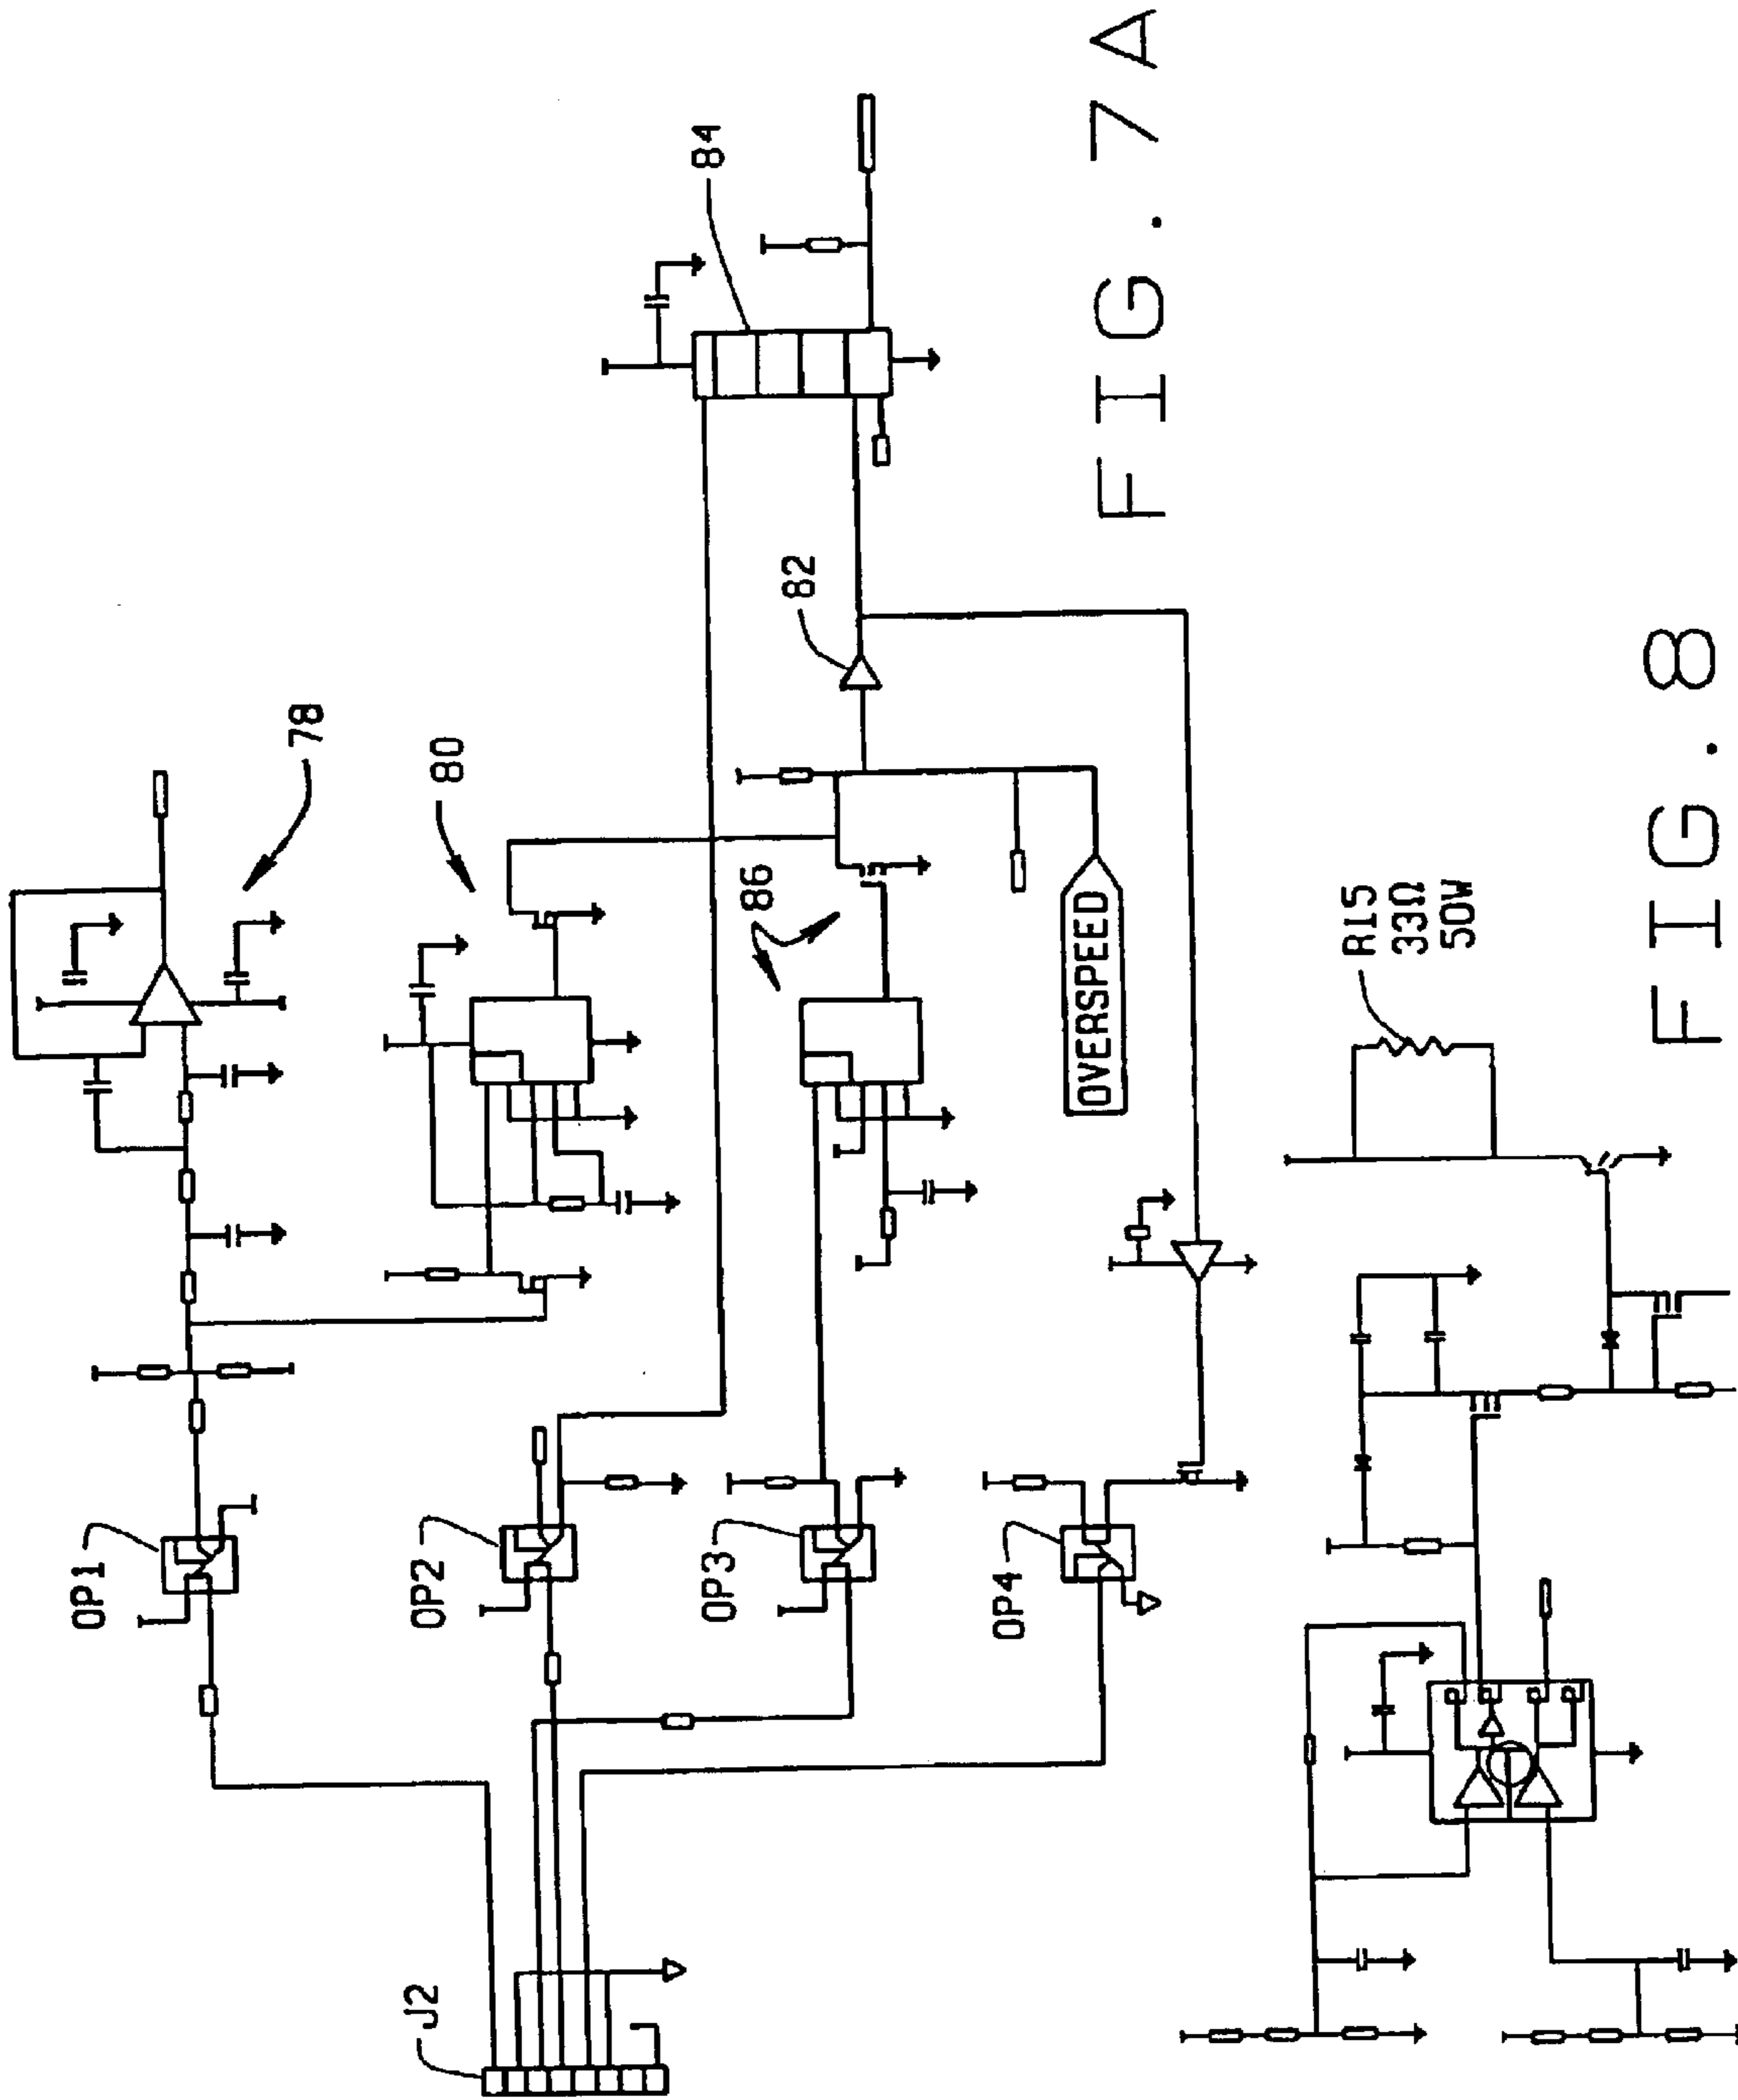 78
80
84
82
86
OP1
OP2
OP3
OP4
J2
OVERSPEED
FIG. 7A
R15
33Ω
50W
FIG. 8